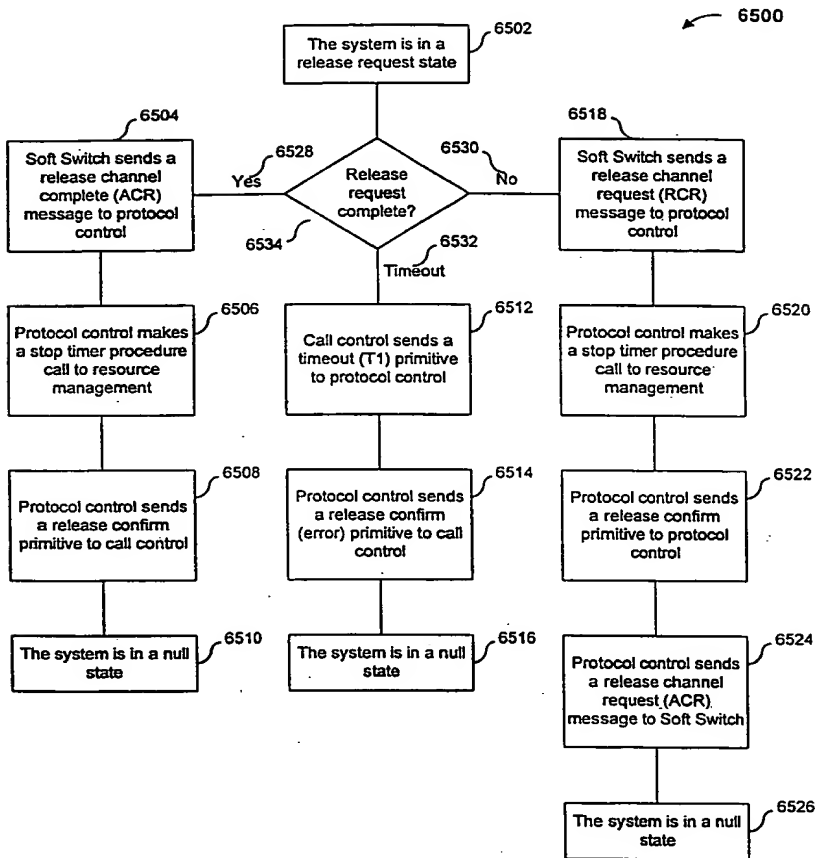 6500
6502
The system is in a
release request state
6504
Soft Switch sends a
release channel
complete (ACR)
message to protocol
control
6528
Yes
Release
request
complete?
6534
6530
No
6532
Timeout
6518
Soft Switch sends a
release channel
request (RCR)
message to protocol
control
6506
Protocol control makes
a stop timer procedure
call to resource
management
6512
Call control sends a
timeout (T1) primitive
to protocol control
6520
Protocol control makes
a stop timer procedure
call to resource
management
6508
Protocol control sends
a release confirm
primitive to call control
6514
Protocol control sends
a release confirm
(error) primitive to call
control
6522
Protocol control sends
a release confirm
primitive to protocol
control
6510
The system is in a null
state
6516
The system is in a null
state
6524
Protocol control sends
a release channel
request (ACR)
message to Soft Switch
6526
The system is in a null
state